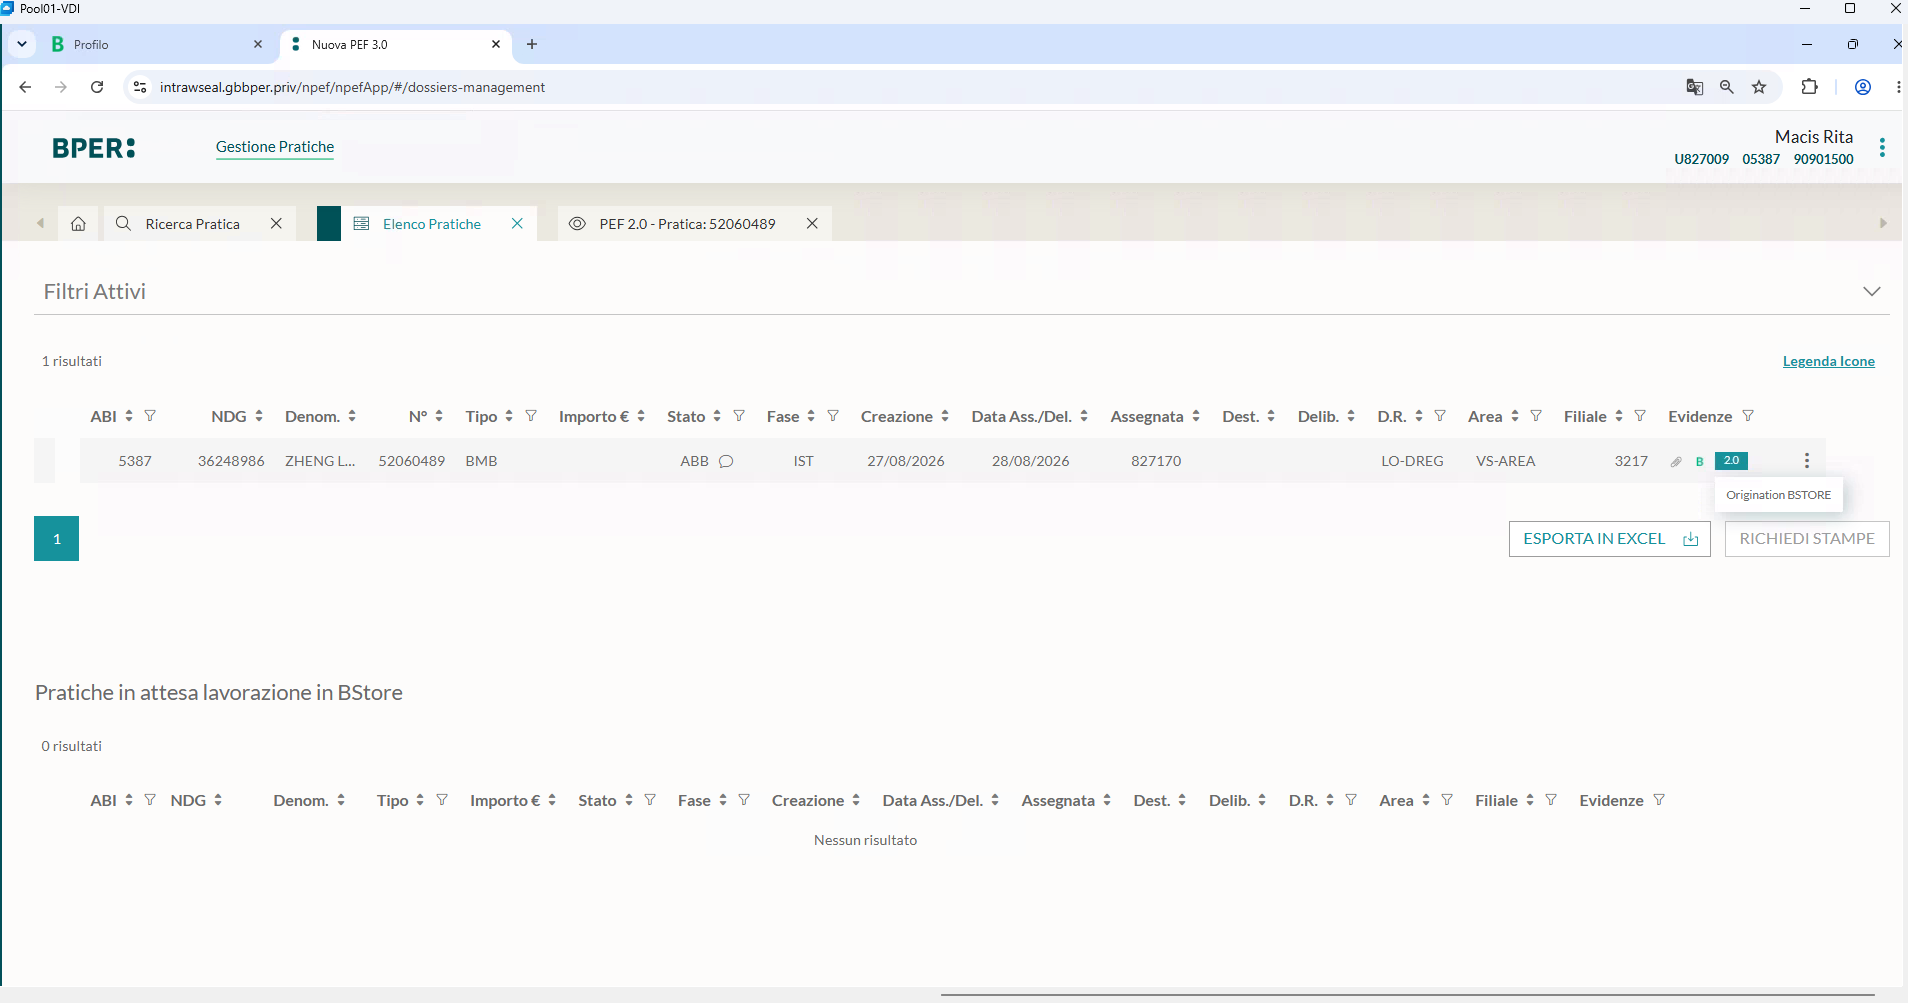 Pool01-VDI
Profilo
Nuova PEF 3.0
intrawseal.gbbper.priv/npef/npefApp/#/dossiers-management
BPER:
Gestione Pratiche
Macis Rita
U827009 05387 90901500
Ricerca Pratica
Elenco Pratiche
PEF 2.0 - Pratica: 52060489
Filtri Attivi
1 risultati
Legenda Icone
ABI NDG Denom. N° Tipo Importo € Stato Fase Creazione Data Ass./Del. Assegnata Dest. Delib. D.R. Area Filiale Evidenze
5387 36248986 ZHENG L... 52060489 BMB ABB IST 27/08/2026 28/08/2026 827170 LO-DREG VS-AREA 3217 B 2.0
Origination BSTORE
1
ESPORTA IN EXCEL
RICHIEDI STAMPE
Pratiche in attesa lavorazione in BStore
0 risultati
ABI NDG Denom. Tipo Importo € Stato Fase Creazione Data Ass./Del. Assegnata Dest. Delib. D.R. Area Filiale Evidenze
Nessun risultato